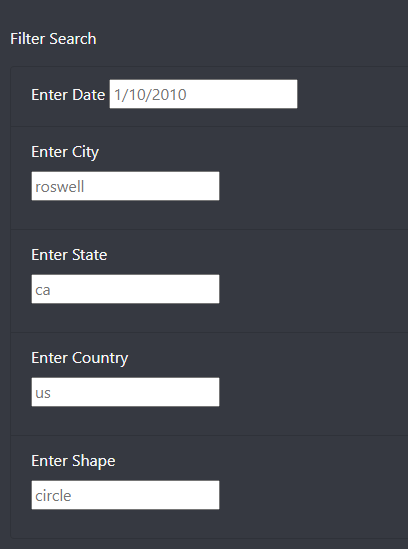 Filter Search
Enter Date 1/10/2010
Enter City
roswell
Enter State
ca
Enter Country
us
Enter Shape
circle